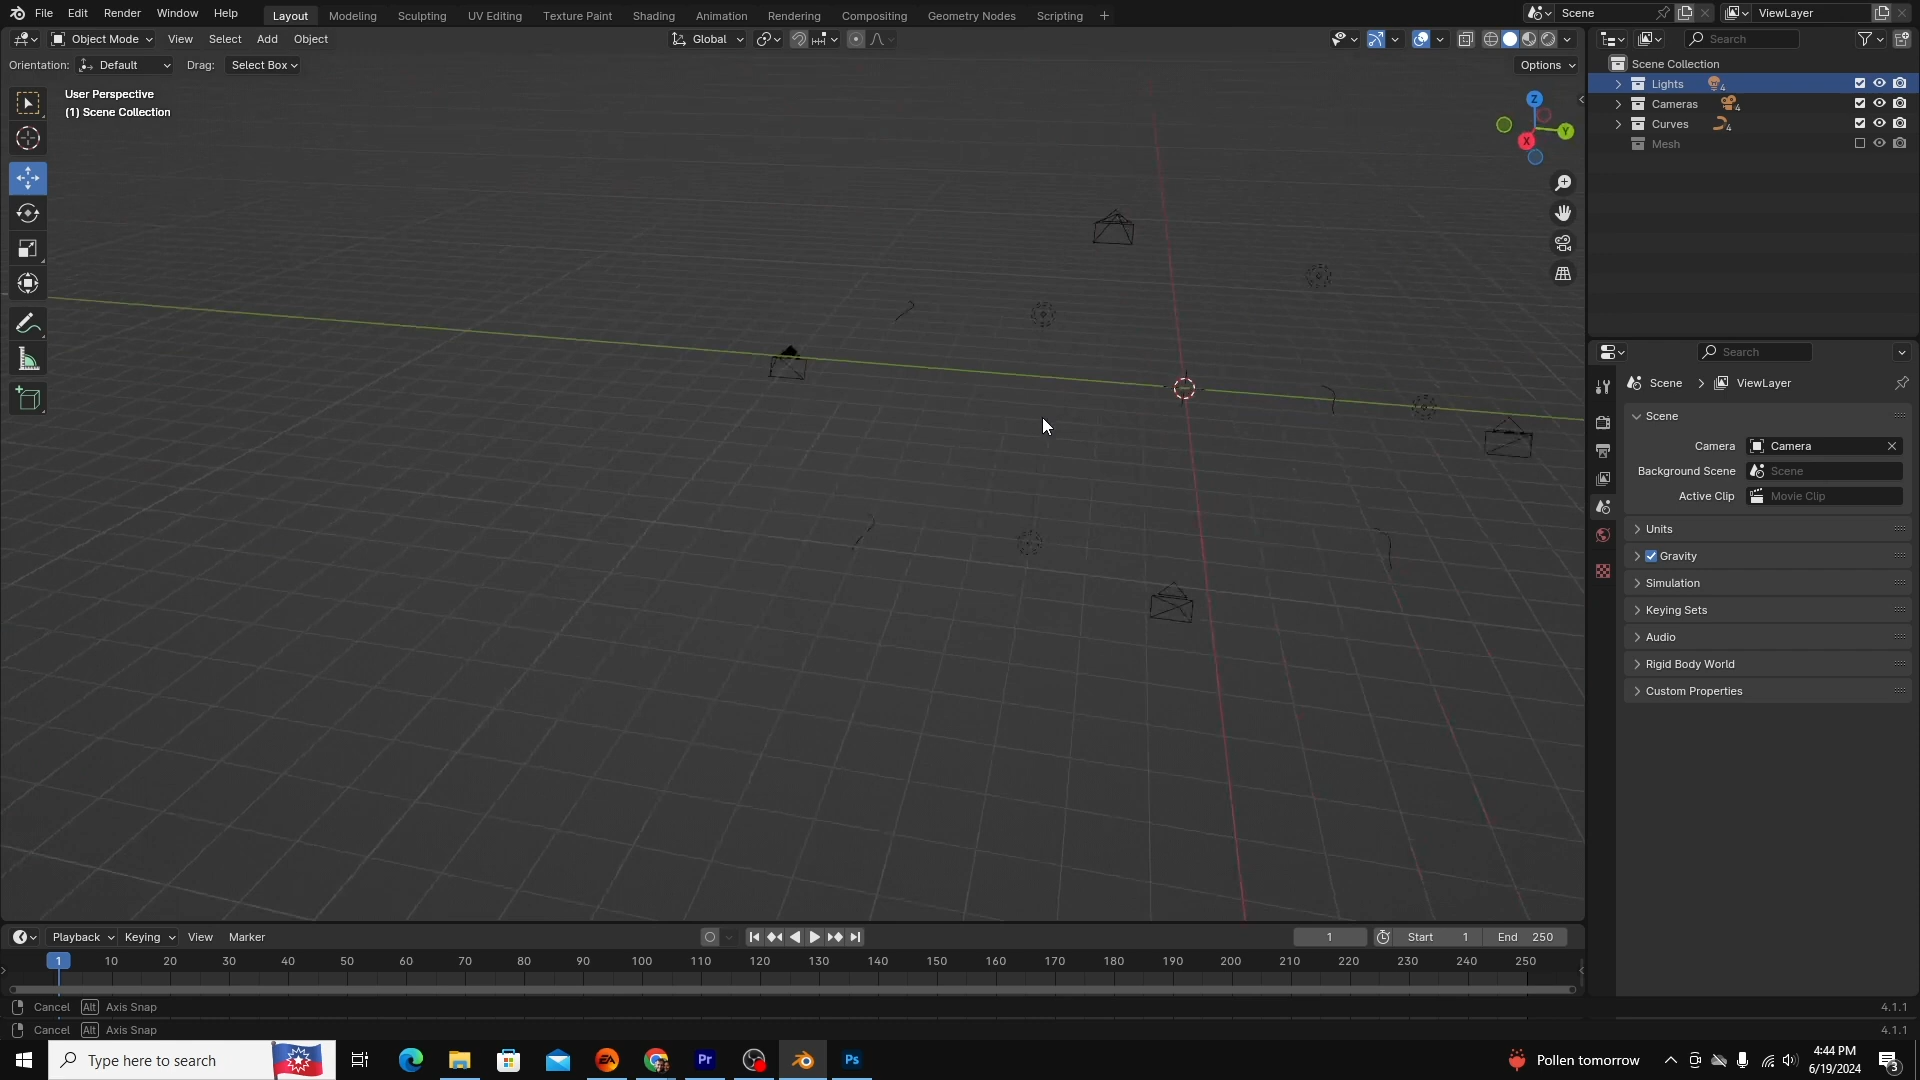 File Edit Render Window Help Layout Modeling Sculpting UV Editing Texture Paint Shading Animation Rendering Compositing Geometry Nodes Scripting + Scene ViewLayer
Object Mode View Select Add Object Global Search
Orientation: Default Drag: Select Box Options
User Perspective
(1) Scene Collection
Z
Y
X
Scene Collection
Lights 4
Cameras 4
Curves 4
Mesh
Search
Scene > ViewLayer
Scene
Camera Camera
Background Scene Scene
Active Clip Movie Clip
Units
Gravity
Simulation
Keying Sets
Audio
Rigid Body World
Custom Properties
Playback Keying View Marker 1 Start 1 End 250
1 10 20 30 40 50 60 70 80 90 100 110 120 130 140 150 160 170 180 190 200 210 220 230 240 250
Cancel Alt Axis Snap 4.1.1
Cancel Alt Axis Snap 4.1.1
Type here to search EA Pr Ps Pollen tomorrow 4:44 PM
6/19/2024
3